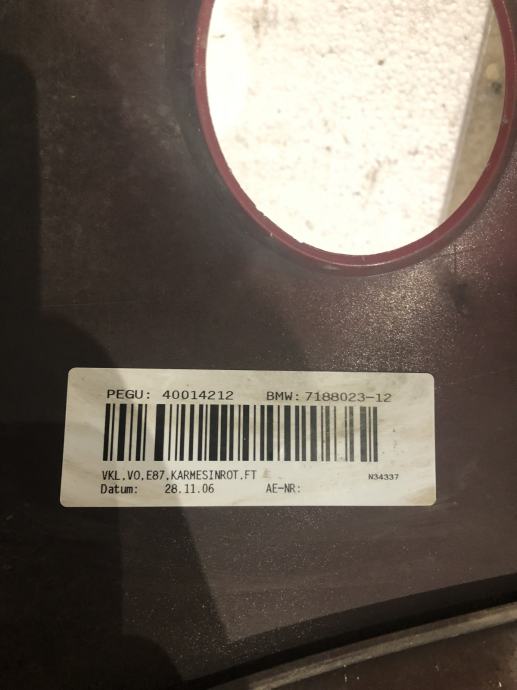 PEGU: 40014212 BMW: 7188023-12
VKL,VO,E87,KARMESINROT,FT N34337
Datum: 28.11.06 AE-NR: